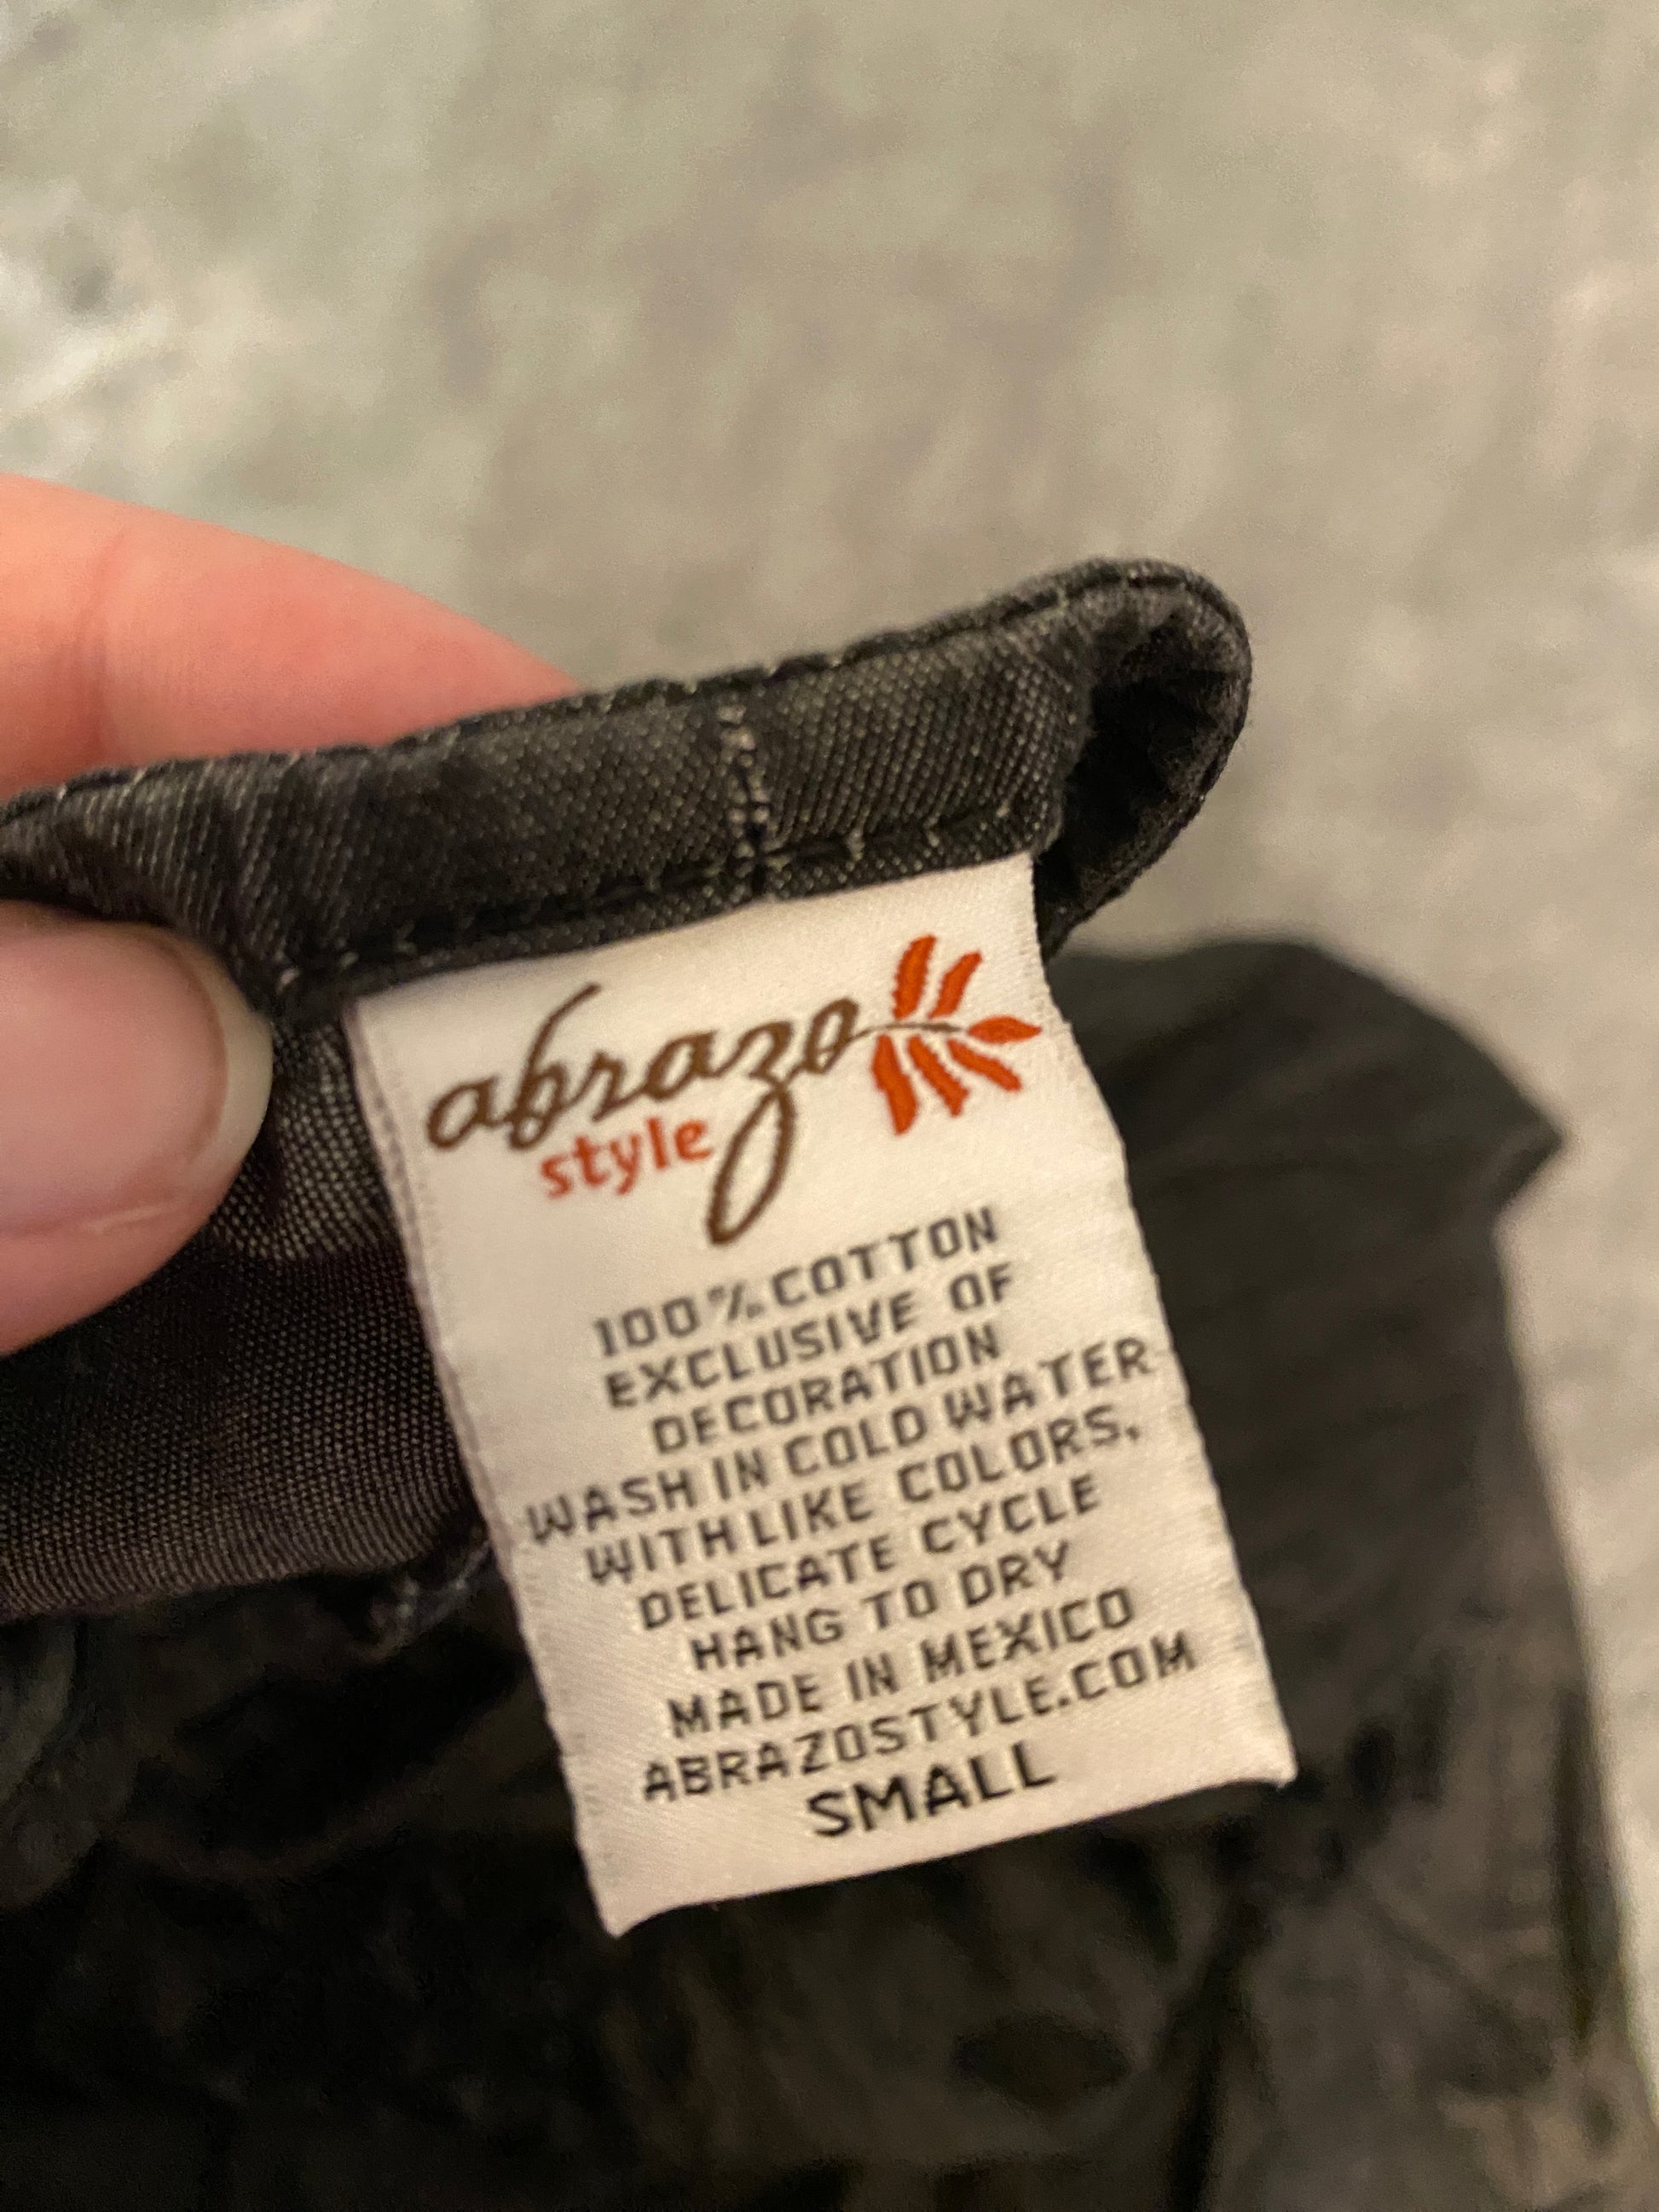 abrazo
style
100% COTTON
EXCLUSIVE OF
DECORATION
WASH IN COLD WATER
WITH LIKE COLORS,
DELICATE CYCLE
HANG TO DRY
MADE IN MEXICO
ABRAZOSTYLE.COM
SMALL